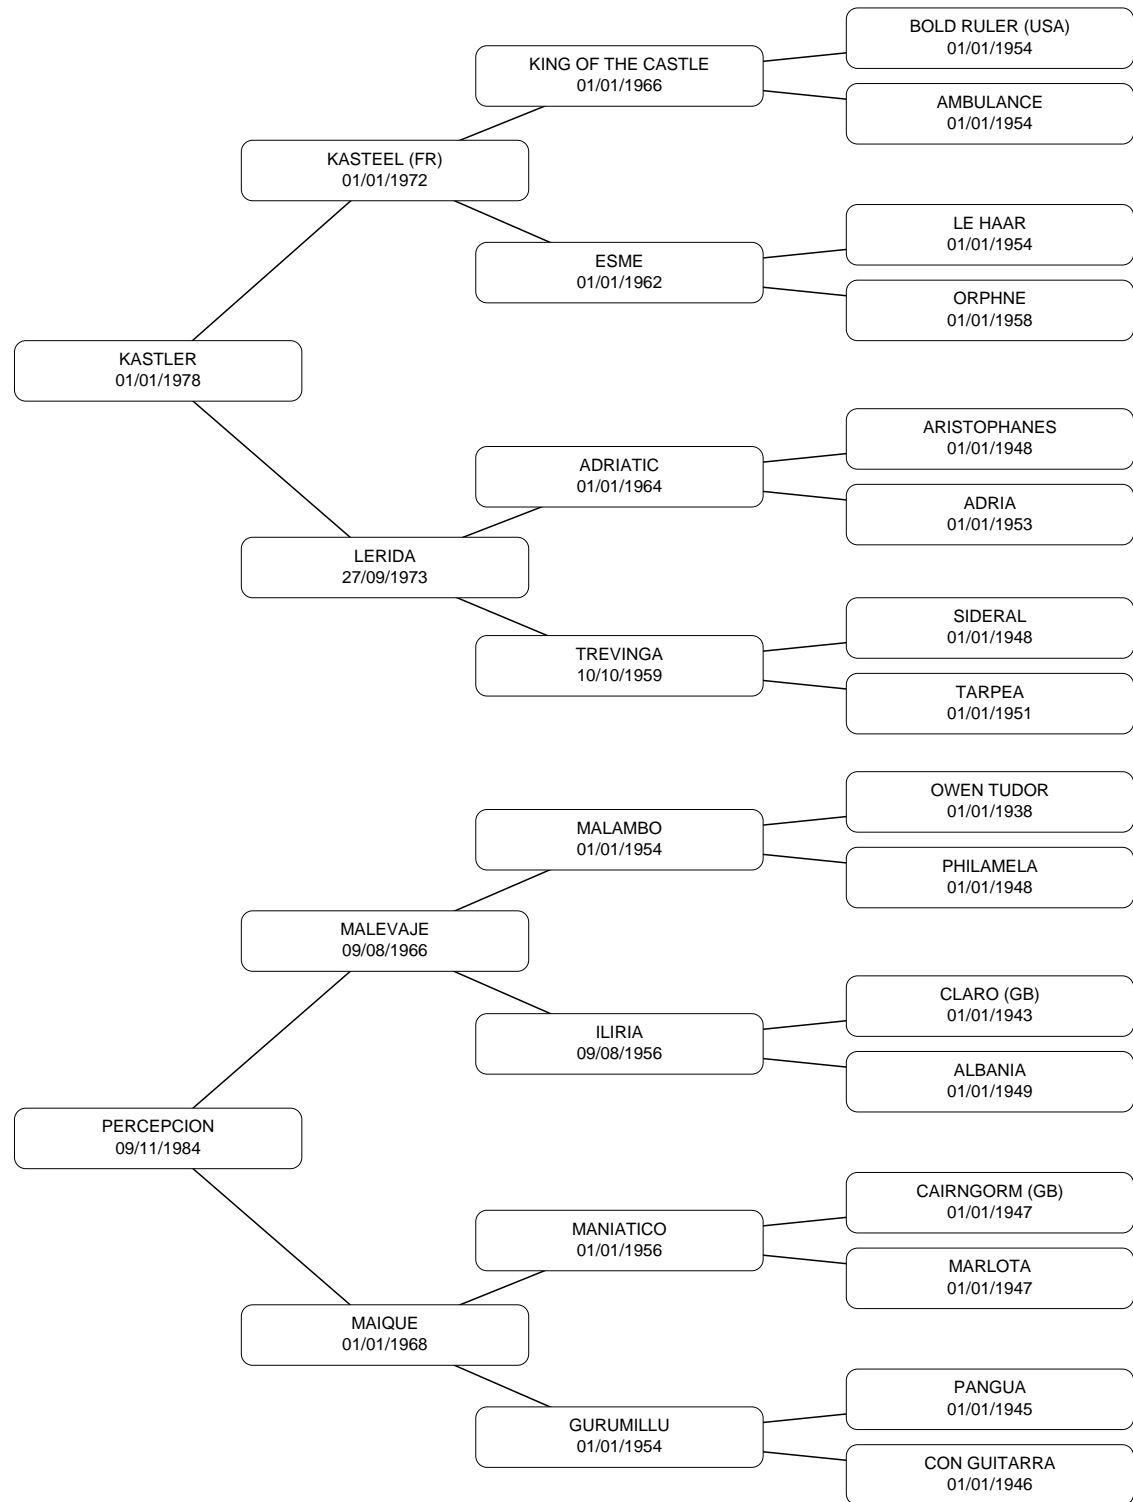 BOLD RULER (USA)
01/01/1954
KING OF THE CASTLE
01/01/1966
AMBULANCE
01/01/1954
KASTEEL (FR)
01/01/1972
LE HAAR
01/01/1954
ESME
01/01/1962
ORPHNE
01/01/1958
KASTLER
01/01/1978
ARISTOPHANES
01/01/1948
ADRIATIC
01/01/1964
ADRIA
01/01/1953
LERIDA
27/09/1973
SIDERAL
01/01/1948
TREVINGA
10/10/1959
TARPEA
01/01/1951
OWEN TUDOR
01/01/1938
MALAMBO
01/01/1954
PHILAMELA
01/01/1948
MALEVAJE
09/08/1966
CLARO (GB)
01/01/1943
ILIRIA
09/08/1956
ALBANIA
01/01/1949
PERCEPCION
09/11/1984
CAIRNGORM (GB)
01/01/1947
MANIATICO
01/01/1956
MARLOTA
01/01/1947
MAIQUE
01/01/1968
PANGUA
01/01/1945
GURUMILLU
01/01/1954
CON GUITARRA
01/01/1946